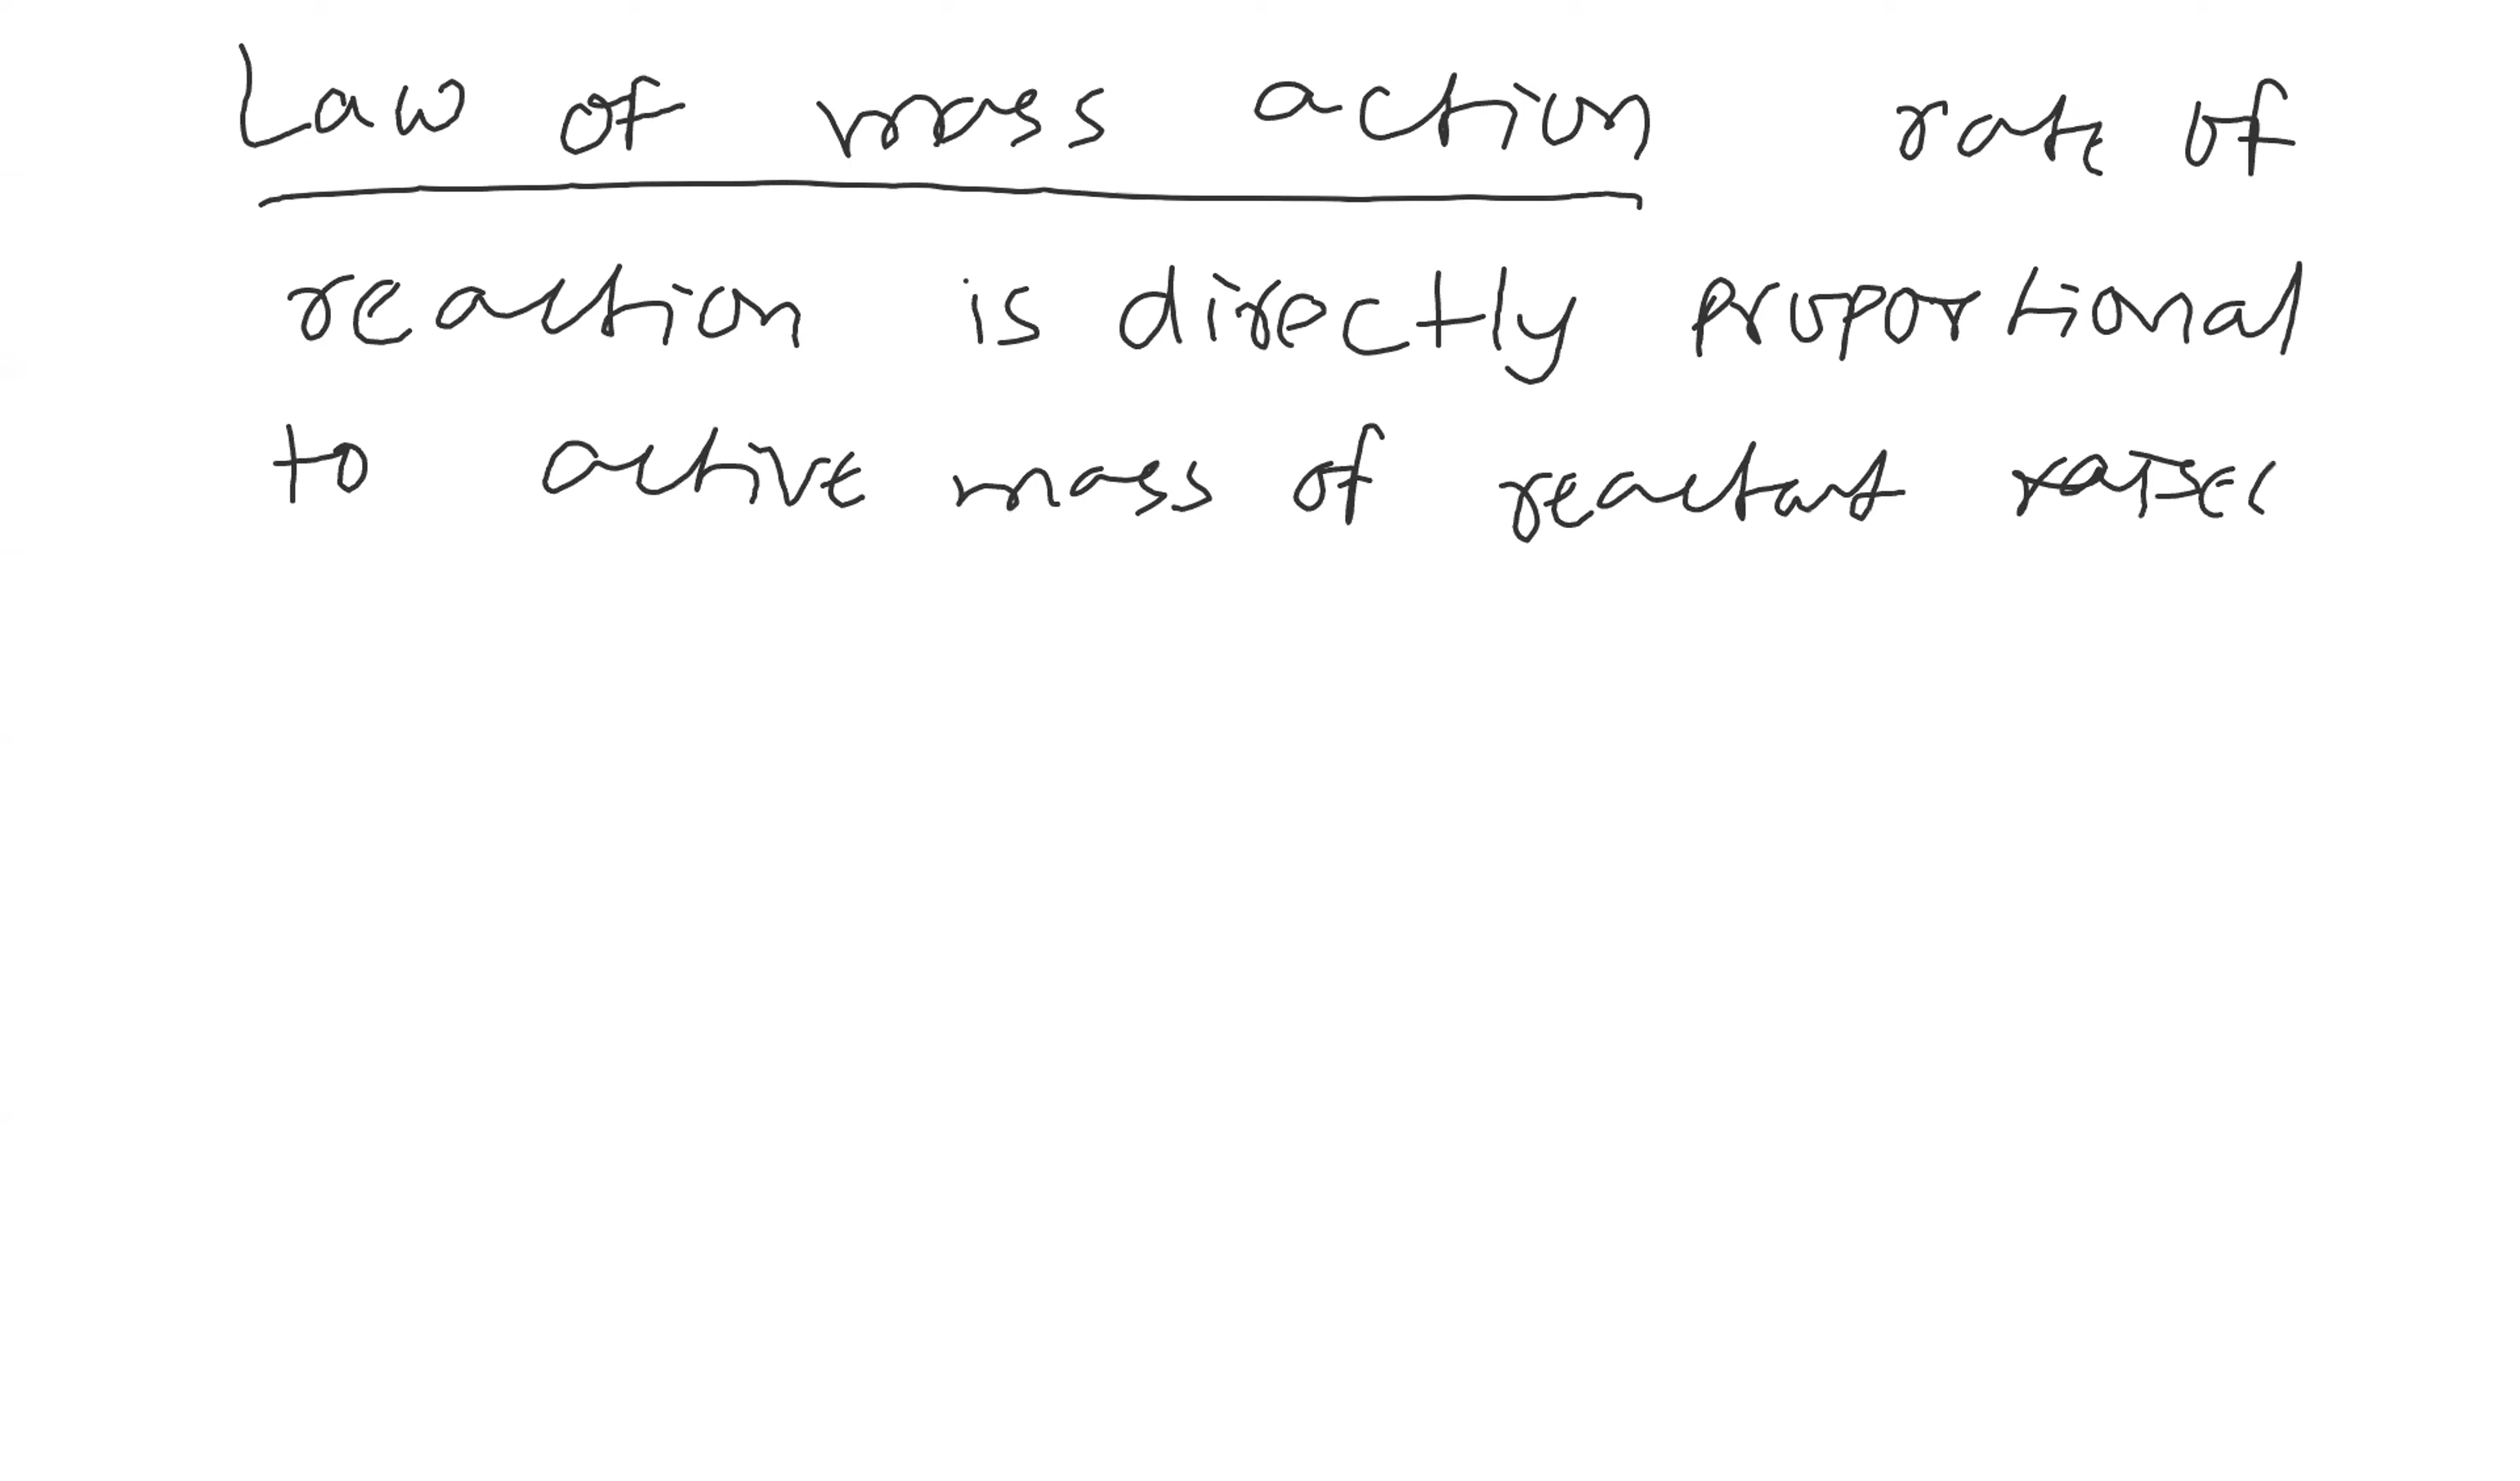 Law of mass action rate of
reaction is directly proportional
to active mass of reactant